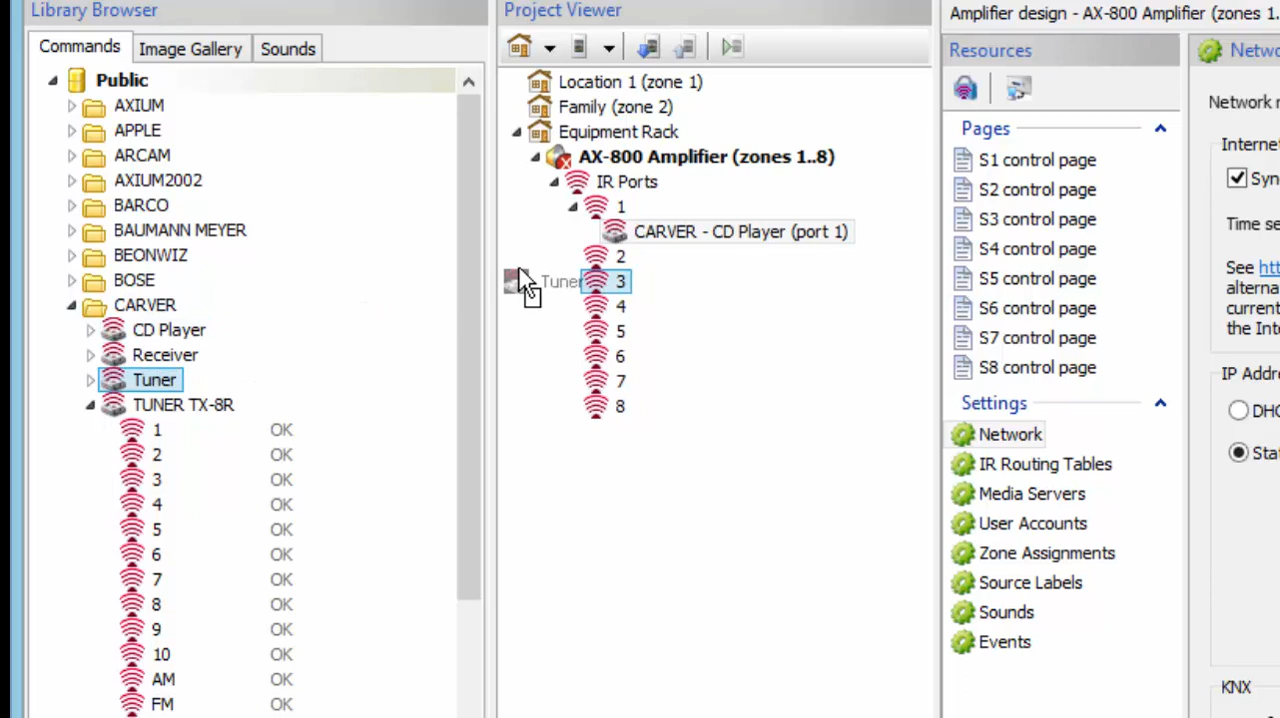 Library Browser
Commands
Image Gallery
Sounds
Public
AXIUM
APPLE
ARCAM
AXIUM2002
BARCO
BAUMANN MEYER
BEONWIZ
BOSE
CARVER
CD Player
Receiver
Tuner
TUNER TX-8R
1 OK
2 OK
3 OK
4 OK
5 OK
6 OK
7 OK
8 OK
9 OK
10 OK
AM OK
FM OK
Project Viewer
Location 1 (zone 1)
Family (zone 2)
Equipment Rack
AX-800 Amplifier (zones 1..8)
IR Ports
1
CARVER - CD Player (port 1)
2
Tuner 3
4
5
6
7
8
Amplifier design - AX-800 Amplifier (zones 1.
Resources
Pages
S1 control page
S2 control page
S3 control page
S4 control page
S5 control page
S6 control page
S7 control page
S8 control page
Settings
Network
IR Routing Tables
Media Servers
User Accounts
Zone Assignments
Source Labels
Sounds
Events
Netwo
Network
Interne
Syn
Time se
See htt
alterna
current
the Int
IP Addr
DHC
Stat
KNX